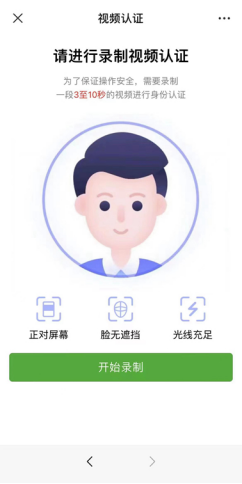 视频认证
请进行录制视频认证
为了保证操作安全，需要录制
一段3至10秒的视频进行身份认证
正对屏幕 脸无遮挡 光线充足
开始录制